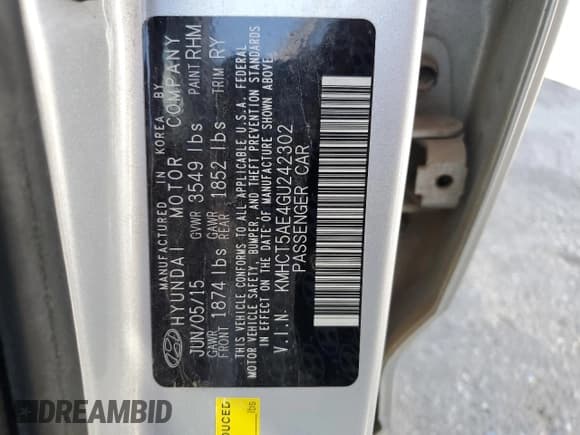 MANUFACTURED IN KOREA BY
HYUNDAI MOTOR COMPANY
JUN/05/15 GVWR 3549 lbs PAINT RHM
GAWR FRONT 1874 lbs GAWR REAR 1852 lbs TRIM RY
THIS VEHICLE CONFORMS TO ALL APPLICABLE U.S.A. FEDERAL
MOTOR VEHICLE SAFETY, BUMPER, AND THEFT PREVENTION STANDARDS
IN EFFECT ON THE DATE OF MANUFACTURE SHOWN ABOVE.
V.I.N. KMHCT5AE4GU242302
PASSENGER CAR
DUCED
lbs
DREAMBID